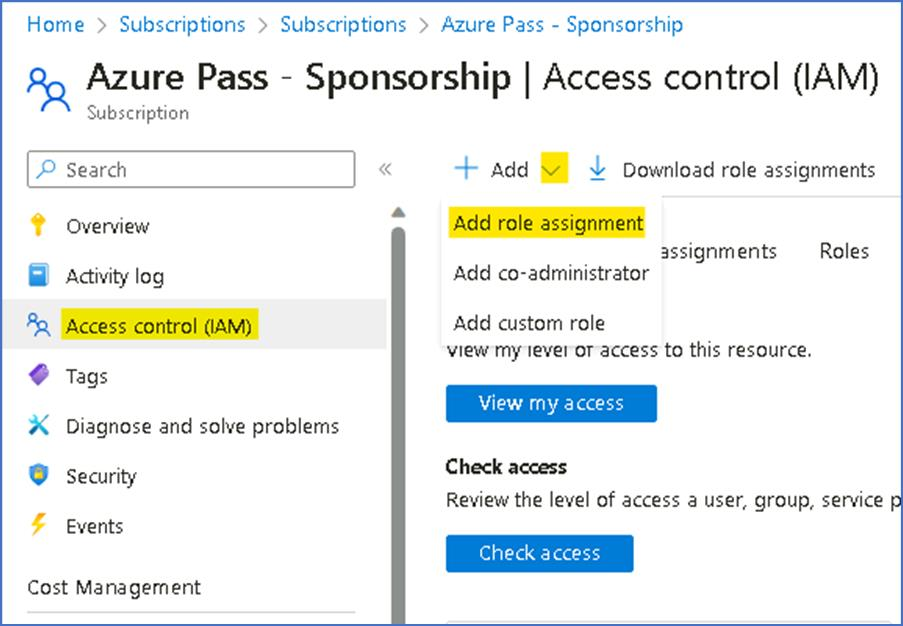 Home > Subscriptions > Subscriptions > Azure Pass - Sponsorship
Azure Pass - Sponsorship | Access control (IAM)
Subscription
Search
«
Add
Download role assignments
Overview
Add role assignment
assignments
Roles
Activity log
Add co-administrator
Access control (IAM)
Add custom role
View my level of access to this resource.
Tags
View my access
Diagnose and solve problems
Check access
Security
Review the level of access a user, group, service p
Events
Check access
Cost Management